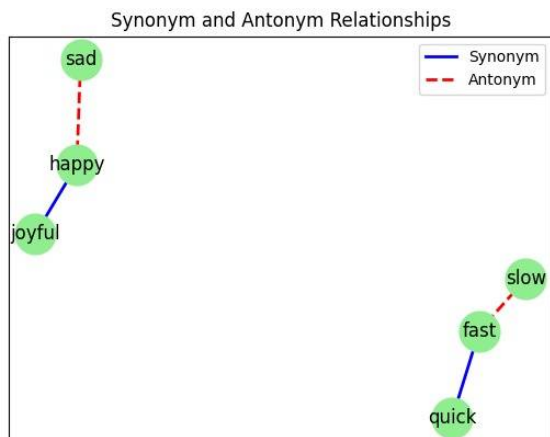 Synonym and Antonym Relationships
sad
Synonym
Antonym
happy
joyful
slow
fast
quick